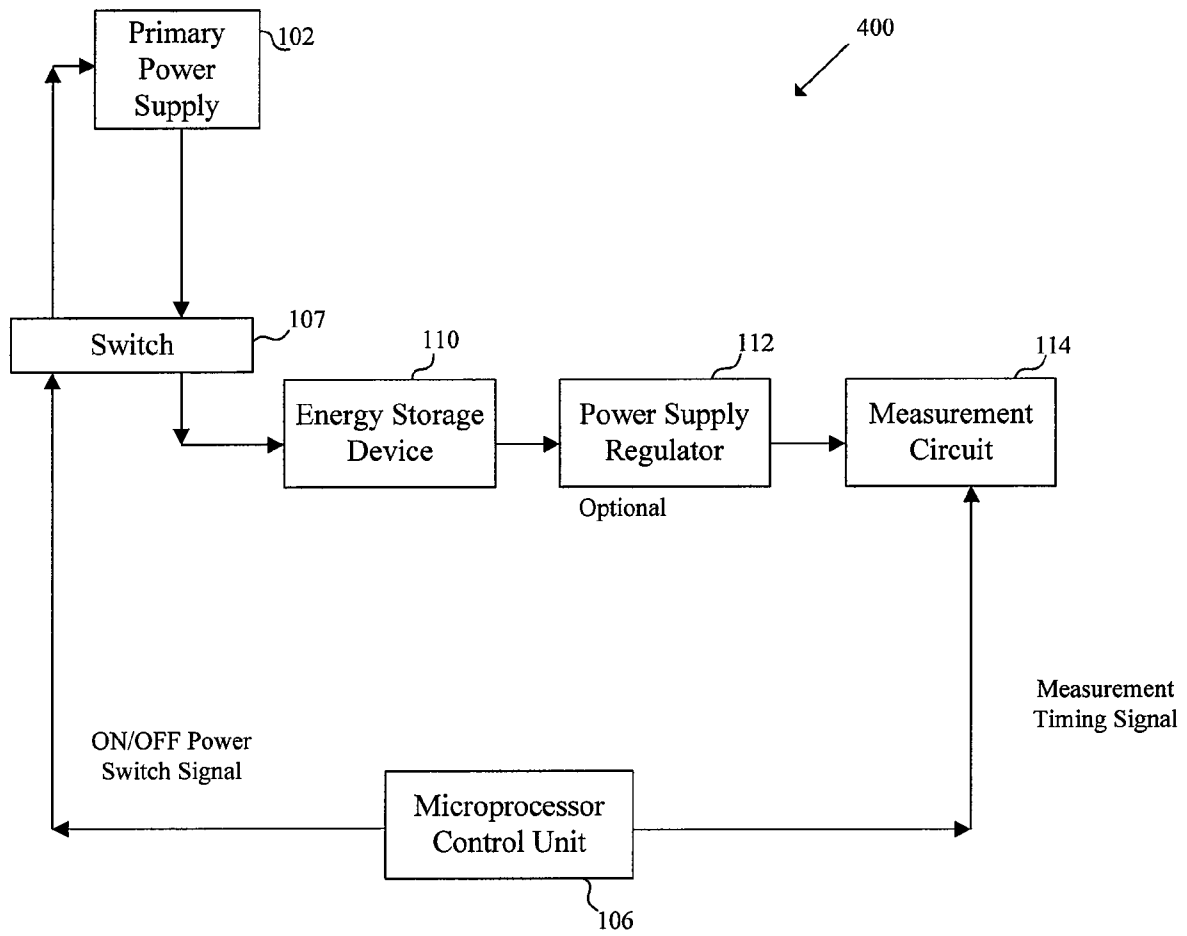 Primary
Power
Supply
102
400
Switch
107
Energy Storage
Device
110
Power Supply
Regulator
112
Optional
Measurement
Circuit
114
Measurement
Timing Signal
ON/OFF Power
Switch Signal
Microprocessor
Control Unit
106